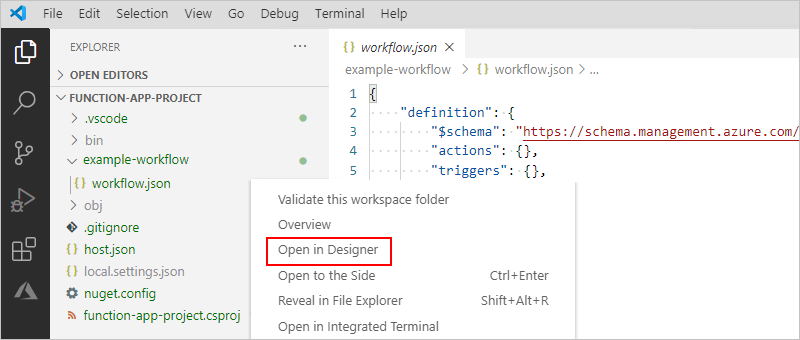 File Edit Selection View Go Debug Terminal Help
EXPLORER ...
OPEN EDITORS
FUNCTION-APP-PROJECT
.vscode
bin
example-workflow
{} workflow.json
obj
.gitignore
{} host.json
{} local.settings.json
nuget.config
function-app-project.csproj
{} workflow.json ×
example-workflow > {} workflow.json > ...
1 {
2 ····"definition": {
3 ········"$schema": "https://schema.management.azure.com/
4 ········"actions": {},
5 ········"triggers": {},
Validate this workspace folder
Overview
Open in Designer
Open to the Side Ctrl+Enter
Reveal in File Explorer Shift+Alt+R
Open in Integrated Terminal